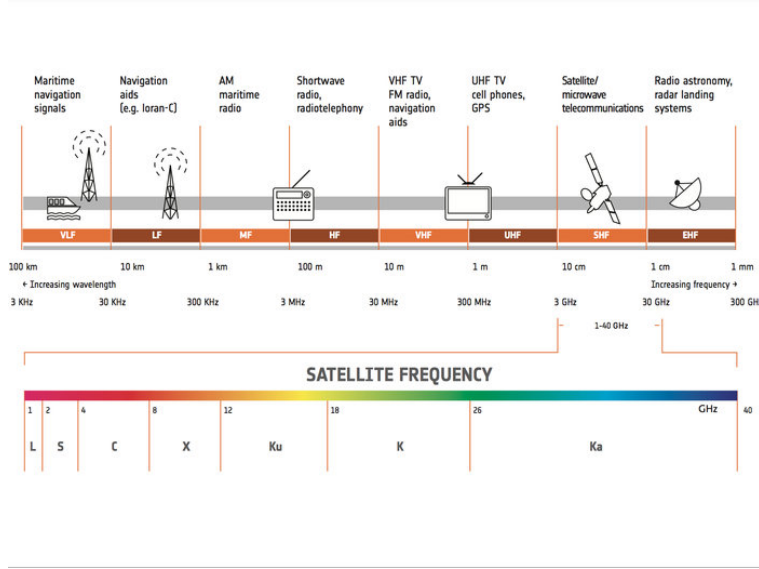 Maritime
navigation
signals
Navigation
aids
(e.g. loran-C)
AM
maritime
radio
Shortwave
radio,
radiotelephony
VHF TV
FM radio,
navigation
aids
UHF TV
cell phones,
GPS
Satellite/
microwave
telecommunications
Radio astronomy,
radar landing
systems
VLF LF MF HF VHF UHF SHF EHF
100 km 10 km 1 km 100 m 10 m 1 m 10 cm 1 cm 1 mm
← Increasing wavelength Increasing frequency →
3 KHz 30 KHz 300 KHz 3 MHz 30 MHz 300 MHz 3 GHz 30 GHz 300 GH
1-40 GHz
SATELLITE FREQUENCY
1 2 4 8 12 18 26 GHz 40
L S C X Ku K Ka